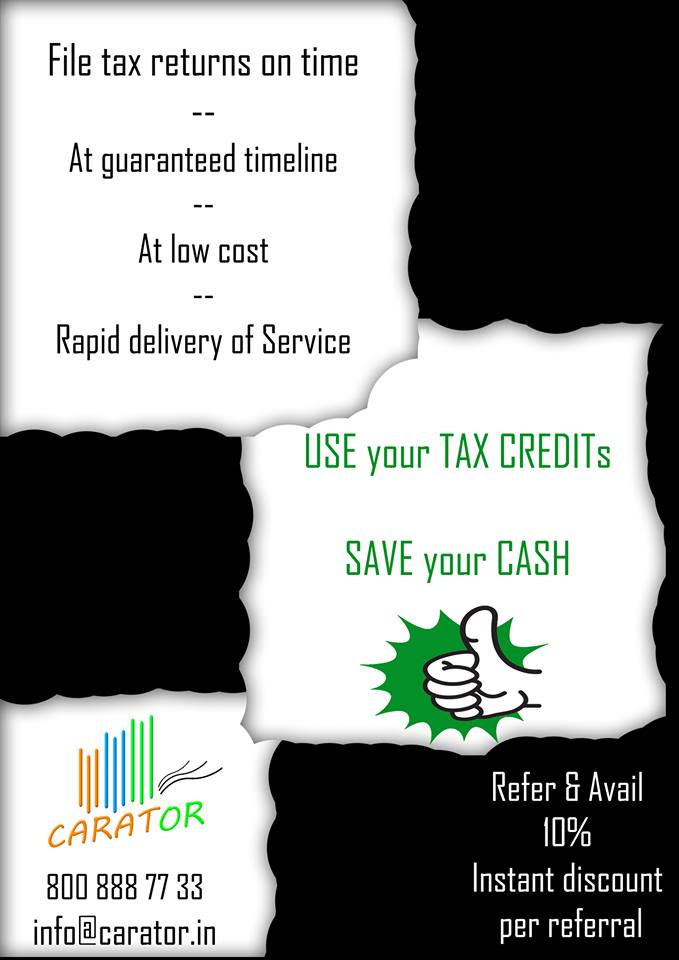 File tax returns on time
--
At guaranteed timeline
--
At low cost
--
Rapid delivery of Service
USE your TAX CREDITs
SAVE your CASH
CARATOR
800 888 77 33
info@carator.in
Refer & Avail
10%
Instant discount
per referral